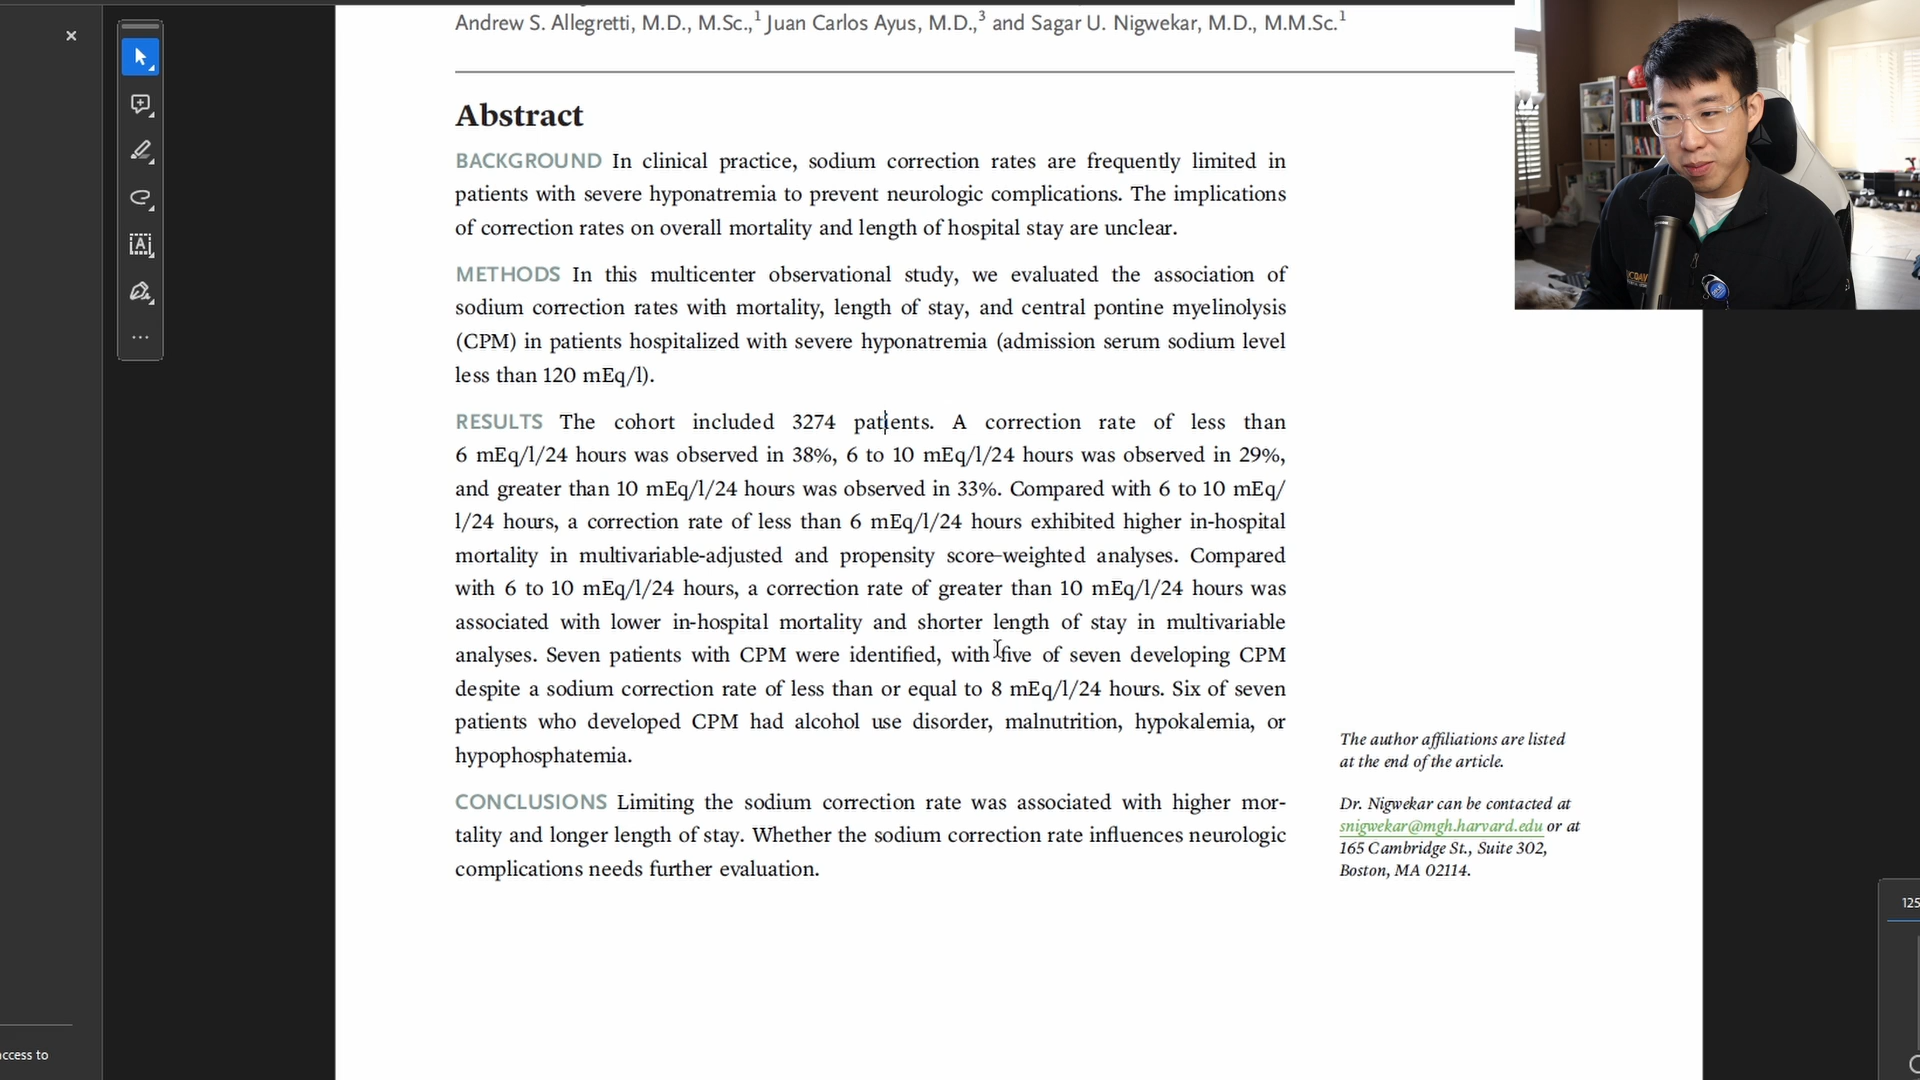 Andrew S. Allegretti, M.D., M.Sc.,1 Juan Carlos Ayus, M.D.,3 and Sagar U. Nigwekar, M.D., M.M.Sc.1
Abstract
BACKGROUND In clinical practice, sodium correction rates are frequently limited in
patients with severe hyponatremia to prevent neurologic complications. The implications
of correction rates on overall mortality and length of hospital stay are unclear.
METHODS In this multicenter observational study, we evaluated the association of
sodium correction rates with mortality, length of stay, and central pontine myelinolysis
(CPM) in patients hospitalized with severe hyponatremia (admission serum sodium level
less than 120 mEq/l).
RESULTS The cohort included 3274 patients. A correction rate of less than
6 mEq/l/24 hours was observed in 38%, 6 to 10 mEq/l/24 hours was observed in 29%,
and greater than 10 mEq/l/24 hours was observed in 33%. Compared with 6 to 10 mEq/
l/24 hours, a correction rate of less than 6 mEq/l/24 hours exhibited higher in-hospital
mortality in multivariable-adjusted and propensity score–weighted analyses. Compared
with 6 to 10 mEq/l/24 hours, a correction rate of greater than 10 mEq/l/24 hours was
associated with lower in-hospital mortality and shorter length of stay in multivariable
analyses. Seven patients with CPM were identified, with five of seven developing CPM
despite a sodium correction rate of less than or equal to 8 mEq/l/24 hours. Six of seven
patients who developed CPM had alcohol use disorder, malnutrition, hypokalemia, or
hypophosphatemia.
CONCLUSIONS Limiting the sodium correction rate was associated with higher mor-
tality and longer length of stay. Whether the sodium correction rate influences neurologic
complications needs further evaluation.
The author affiliations are listed
at the end of the article.
Dr. Nigwekar can be contacted at
snigwekar@mgh.harvard.edu or at
165 Cambridge St., Suite 302,
Boston, MA 02114.
125
access to